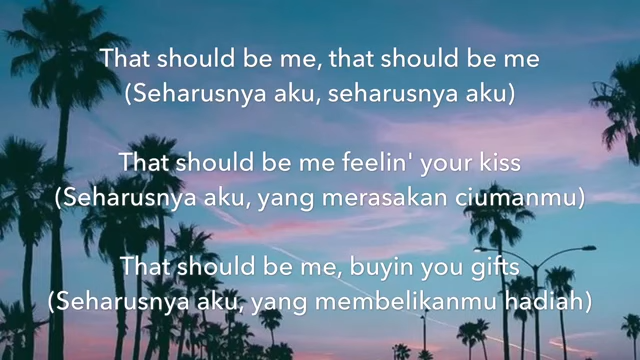 That should be me, that should be me
(Seharusnya aku, seharusnya aku)
That should be me feelin' your kiss
(Seharusnya aku, yang merasakan ciumanmu)
That should be me, buyin you gifts
(Seharusnya aku, yang membelikanmu hadiah)